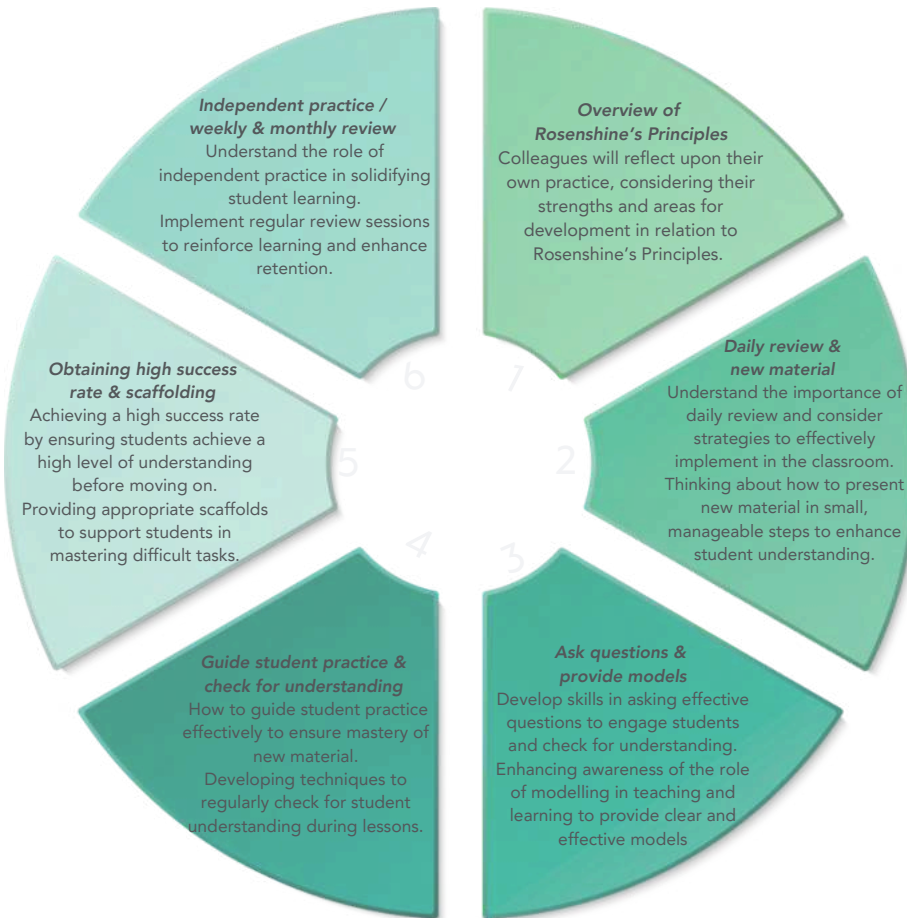 Overview of
Rosenshine's Principles
Colleagues will reflect upon their
own practice, considering their
strengths and areas for
development in relation to
Rosenshine's Principles.
1
Daily review &
new material
Understand the importance of
daily review and consider
strategies to effectively
implement in the classroom.
Thinking about how to present
new material in small,
manageable steps to enhance
student understanding.
2
Ask questions &
provide models
Develop skills in asking effective
questions to engage students
and check for understanding.
Enhancing awareness of the role
of modelling in teaching and
learning to provide clear and
effective models
3
Guide student practice &
check for understanding
How to guide student practice
effectively to ensure mastery of
new material.
Developing techniques to
regularly check for student
understanding during lessons.
4
Obtaining high success
rate & scaffolding
Achieving a high success rate
by ensuring students achieve a
high level of understanding
before moving on.
Providing appropriate scaffolds
to support students in
mastering difficult tasks.
5
Independent practice /
weekly & monthly review
Understand the role of
independent practice in solidifying
student learning.
Implement regular review sessions
to reinforce learning and enhance
retention.
6